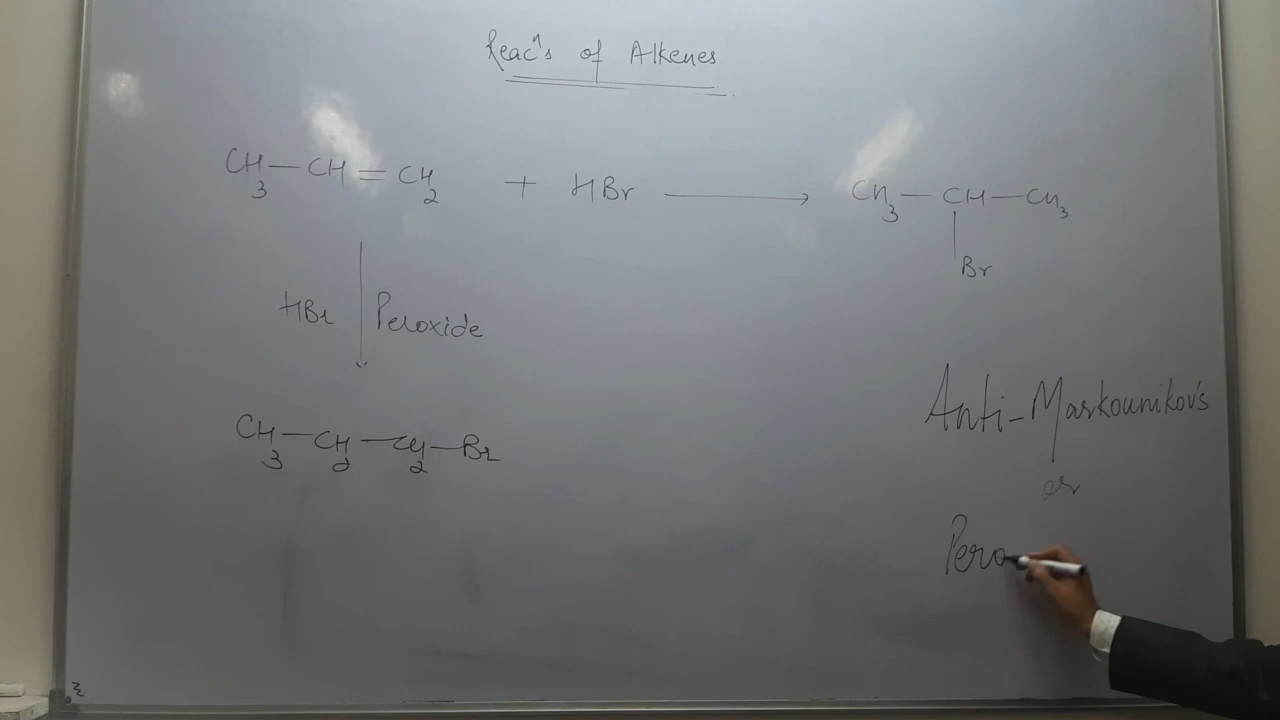 Reacⁿs of Alkenes
CH₃—CH=CH₂ + HBr ⟶ CH₃—CH—CH₃
Br
HBr Peroxide
CH₃—CH₂—CH₂—Br
Anti-Markounikov's
or
Pero